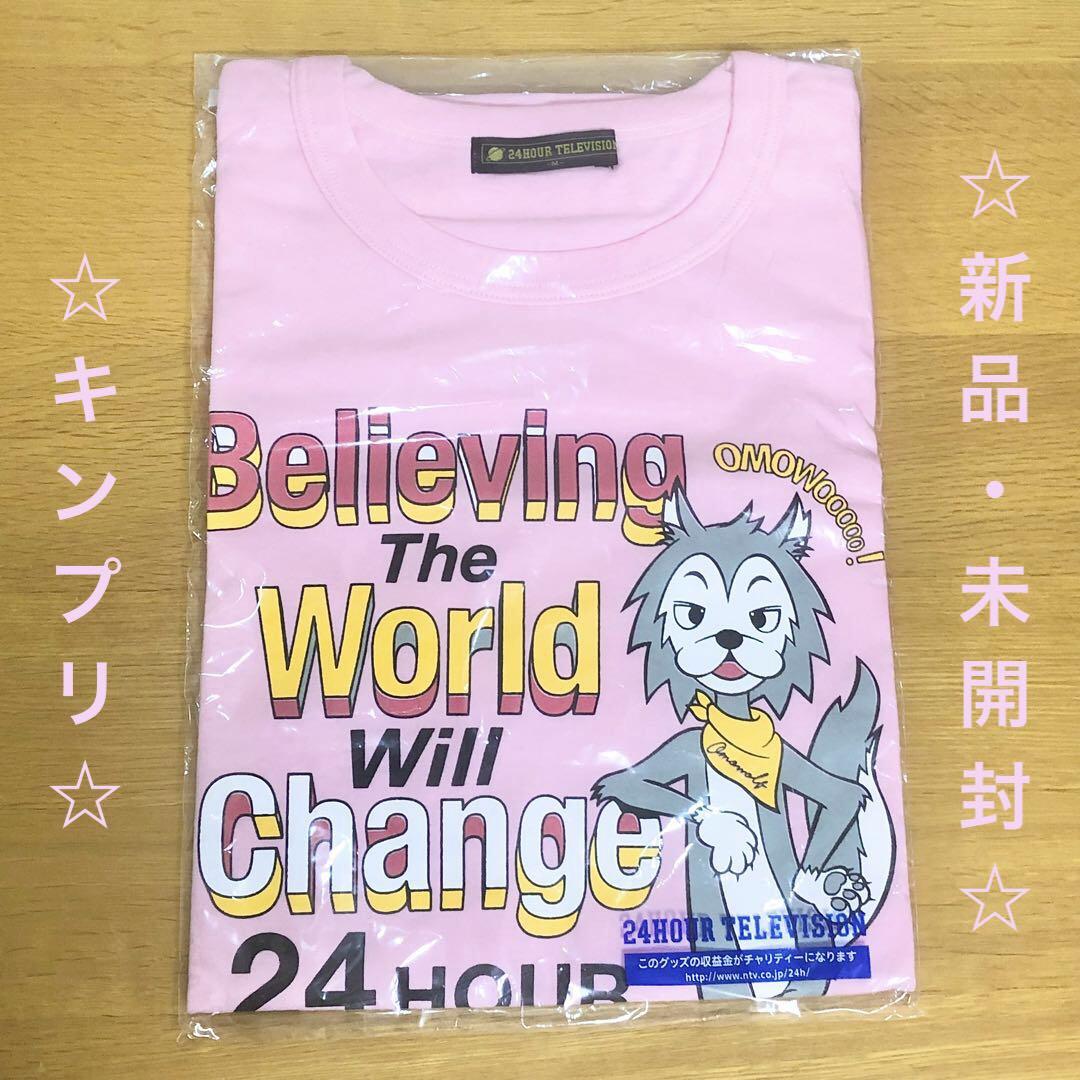 24HOUR TELEVISION
-M-
☆新品・未開封☆
☆キンプリ☆
Believing
The
World
Will
Change
24 HOUR
OMOWOooooo!
Omowolf
24HOUR TELEVISION
このグッズの収益金がチャリティーになります
http://www.ntv.co.jp/24h/